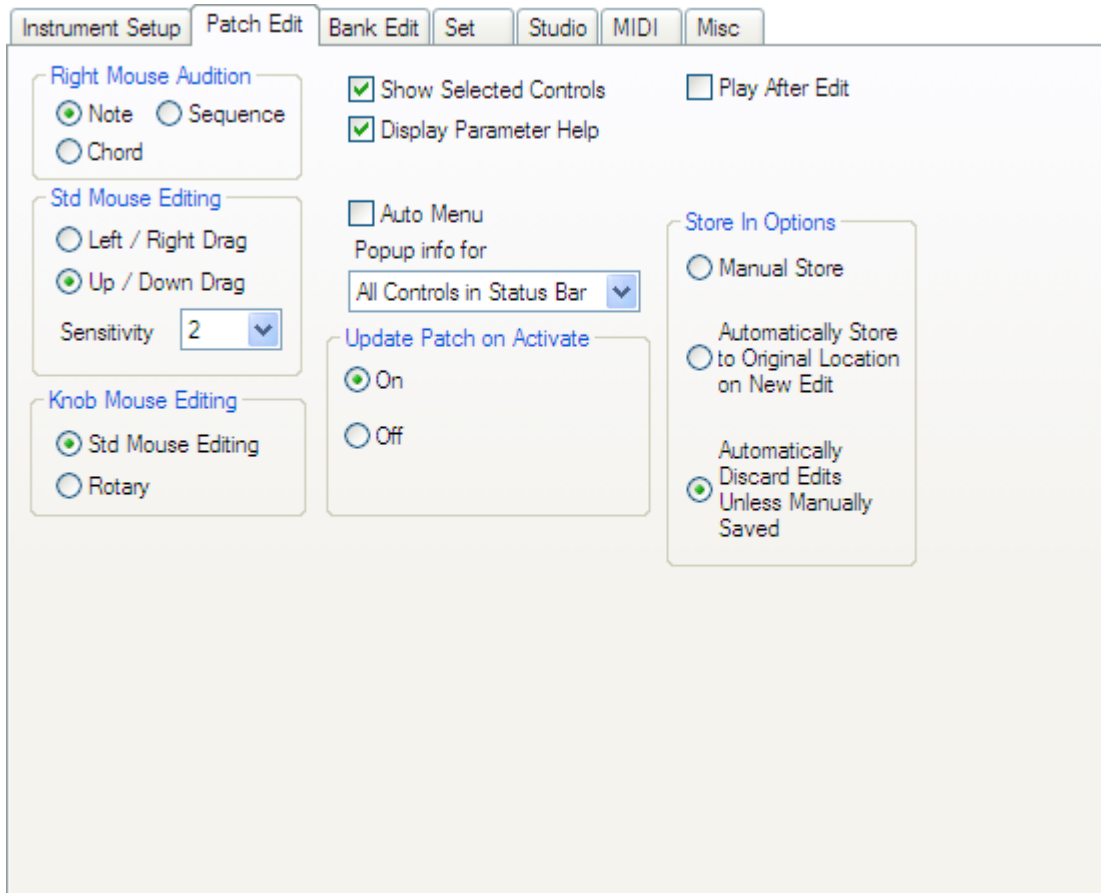 Instrument Setup
Patch Edit
Bank Edit
Set
Studio
MIDI
Misc
Right Mouse Audition
Note
Sequence
Chord
Show Selected Controls
Display Parameter Help
Play After Edit
Std Mouse Editing
Left / Right Drag
Up / Down Drag
Sensitivity
2
Auto Menu
Popup info for
All Controls in Status Bar
Knob Mouse Editing
Std Mouse Editing
Rotary
Update Patch on Activate
On
Off
Store In Options
Manual Store
Automatically Store
to Original Location
on New Edit
Automatically
Discard Edits
Unless Manually
Saved